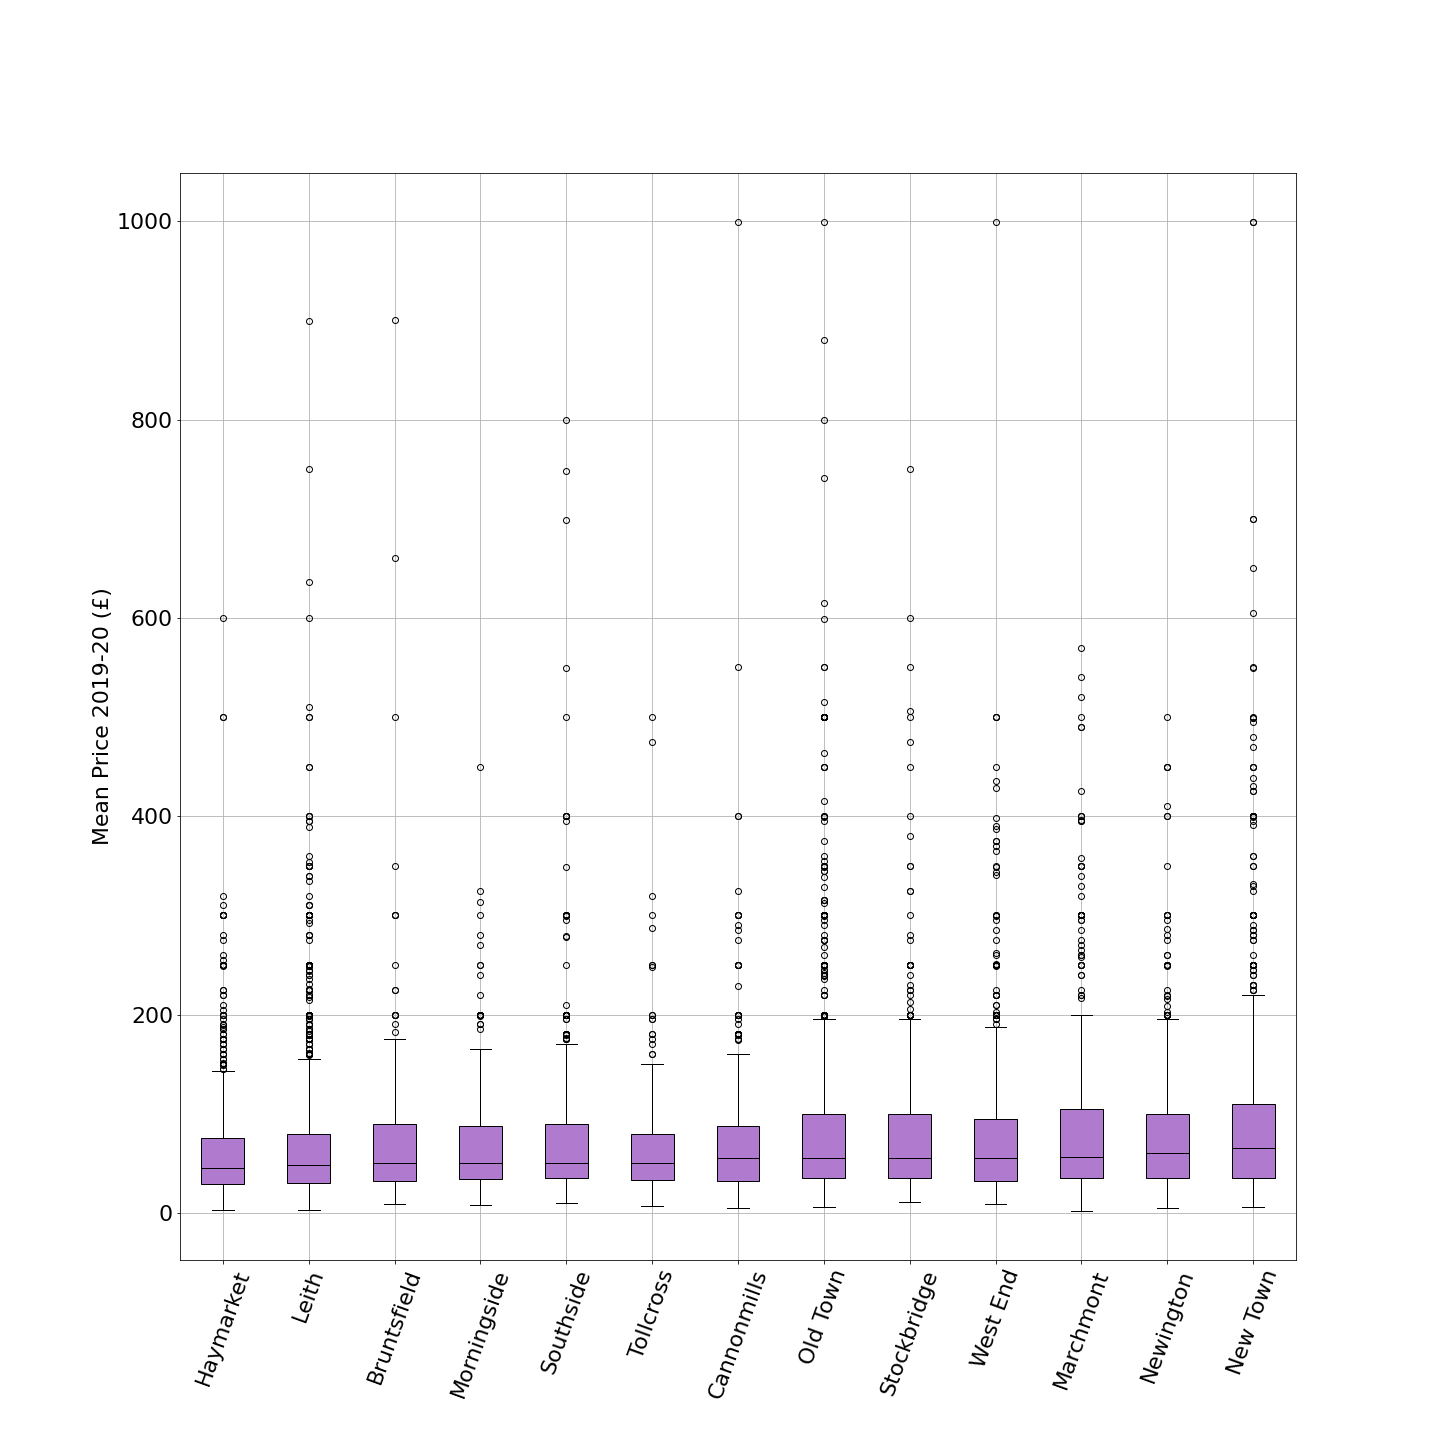 1000
800
600
400
200
0
Mean Price 2019-20 (£)
Haymarket
Leith
Bruntsfield
Morningside
Southside
Tollcross
Cannonmills
Old Town
Stockbridge
West End
Marchmont
Newington
New Town